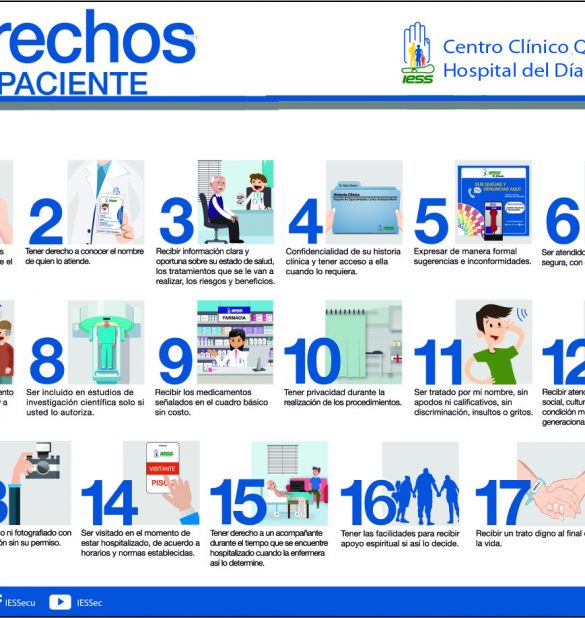 rechos
PACIENTE
IESS
Centro Clínico Q
Hospital del Día
2
Tener derecho a conocer el nombre
de quien lo atiende.
3
Recibir información clara y
oportuna sobre su estado de salud,
los tratamientos que se le van a
realizar, los riesgos y beneficios.
4
Historia Clínica
Confidencialidad de su historia
clínica y tener acceso a ella
cuando lo requiera.
5
SUS QUEJAS Y
DENUNCIAS AQUÍ
Expresar de manera formal
sugerencias e inconformidades.
6
Ser atendido
segura, con
el
8
Ser incluido en estudios de
investigación científica solo si
usted lo autoriza.
9
IESS
FARMACIA
Recibir los medicamentos
señalados en el cuadro básico
sin costo.
10
Tener privacidad durante la
realización de los procedimientos.
11
Ser tratado por mi nombre, sin
apodos ni calificativos, sin
discriminación, insultos o gritos.
12
Recibir aten
social, cultur
condición m
generaciona
ento
y a
3
o ni fotografiado con
ón sin su permiso.
14
IESS
VISITANTE
PISO
Ser visitado en el momento de
estar hospitalizado, de acuerdo a
horarios y normas establecidas.
15
Tener derecho a un acompañante
durante el tiempo que se encuentre
hospitalizado cuando la enfermera
así lo determine.
16
Tener las facilidades para recibir
apoyo espiritual si así lo decide.
17
Recibir un trato digno al final d
la vida.
IESSecu
IESSec